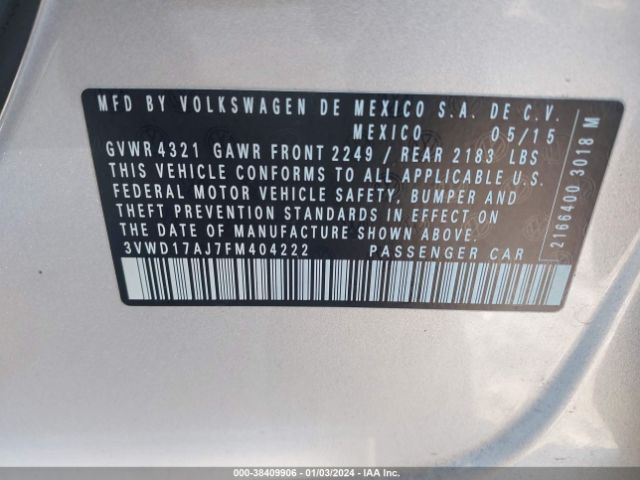 MFD BY VOLKSWAGEN DE MEXICO S.A. DE C.V.
MEXICO 05/15
GVWR 4321 GAWR FRONT 2249 / REAR 2183 LBS
THIS VEHICLE CONFORMS TO ALL APPLICABLE U.S.
FEDERAL MOTOR VEHICLE SAFETY, BUMPER AND
THEFT PREVENTION STANDARDS IN EFFECT ON
THE DATE OF MANUFACTURE SHOWN ABOVE.
3VWD17AJ7FM404222 PASSENGER CAR
2166400 3018 M
000-38409906 - 01/03/2024 - IAA Inc.